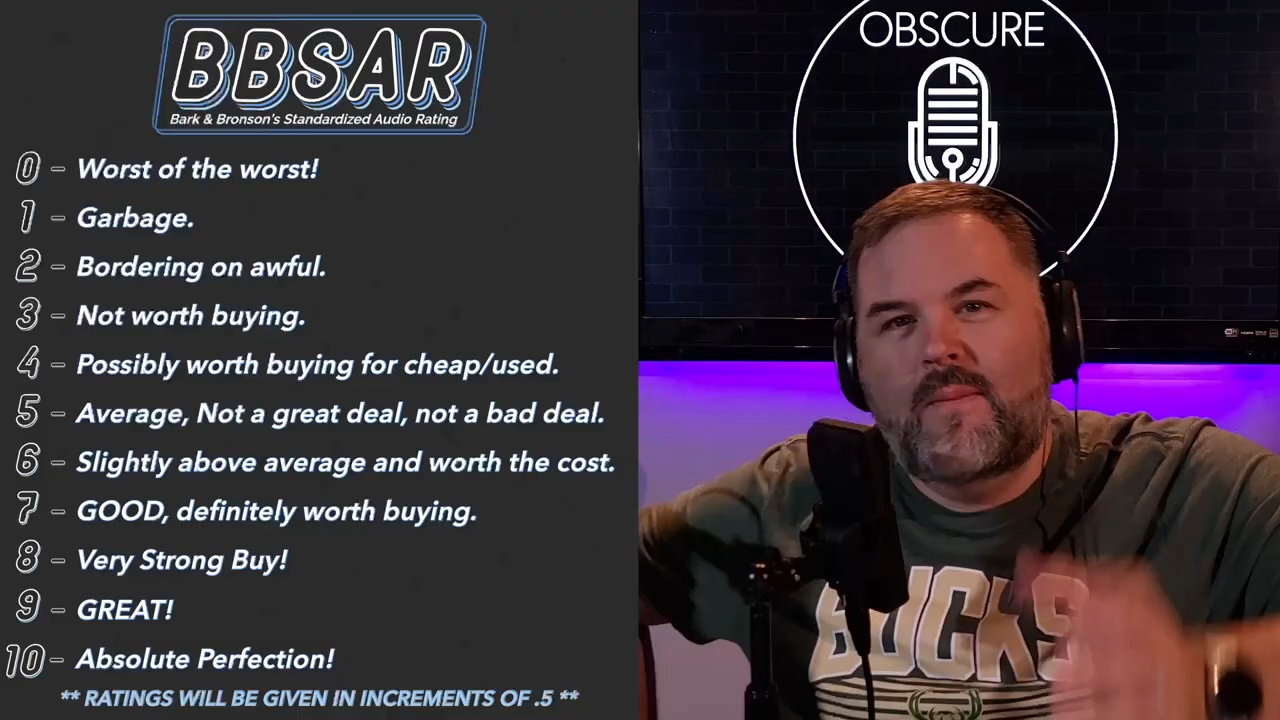 BBSAR
Bark & Bronson's Standardized Audio Rating
0 - Worst of the worst!
1 - Garbage.
2 - Bordering on awful.
3 - Not worth buying.
4 - Possibly worth buying for cheap/used.
5 - Average, Not a great deal, not a bad deal.
6 - Slightly above average and worth the cost.
7 - GOOD, definitely worth buying.
8 - Very Strong Buy!
9 - GREAT!
10 - Absolute Perfection!
** RATINGS WILL BE GIVEN IN INCREMENTS OF .5 **
OBSCURE
BUCKS